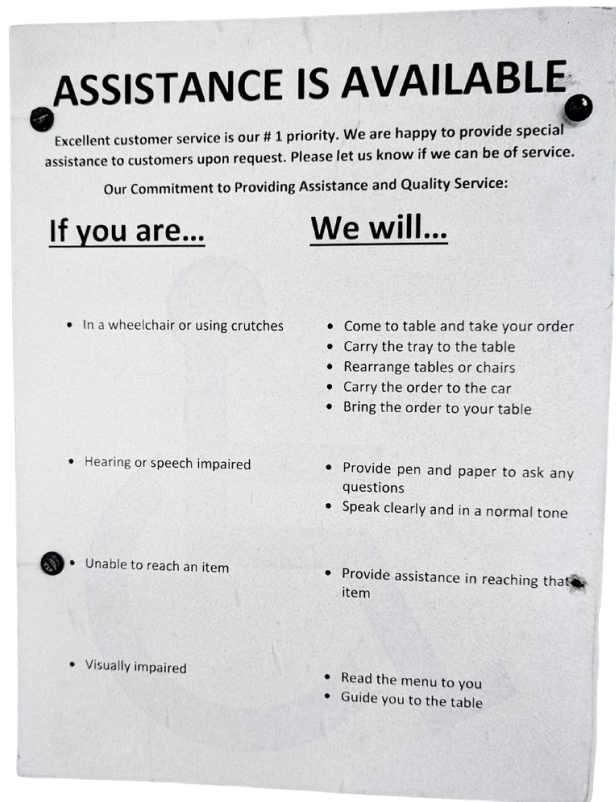 ASSISTANCE IS AVAILABLE
Excellent customer service is our # 1 priority. We are happy to provide special
assistance to customers upon request. Please let us know if we can be of service.
Our Commitment to Providing Assistance and Quality Service:
If you are...
We will...
• In a wheelchair or using crutches
• Come to table and take your order
• Carry the tray to the table
• Rearrange tables or chairs
• Carry the order to the car
• Bring the order to your table
• Hearing or speech impaired
• Provide pen and paper to ask any
questions
• Speak clearly and in a normal tone
• Unable to reach an item
• Provide assistance in reaching that
item
• Visually impaired
• Read the menu to you
• Guide you to the table